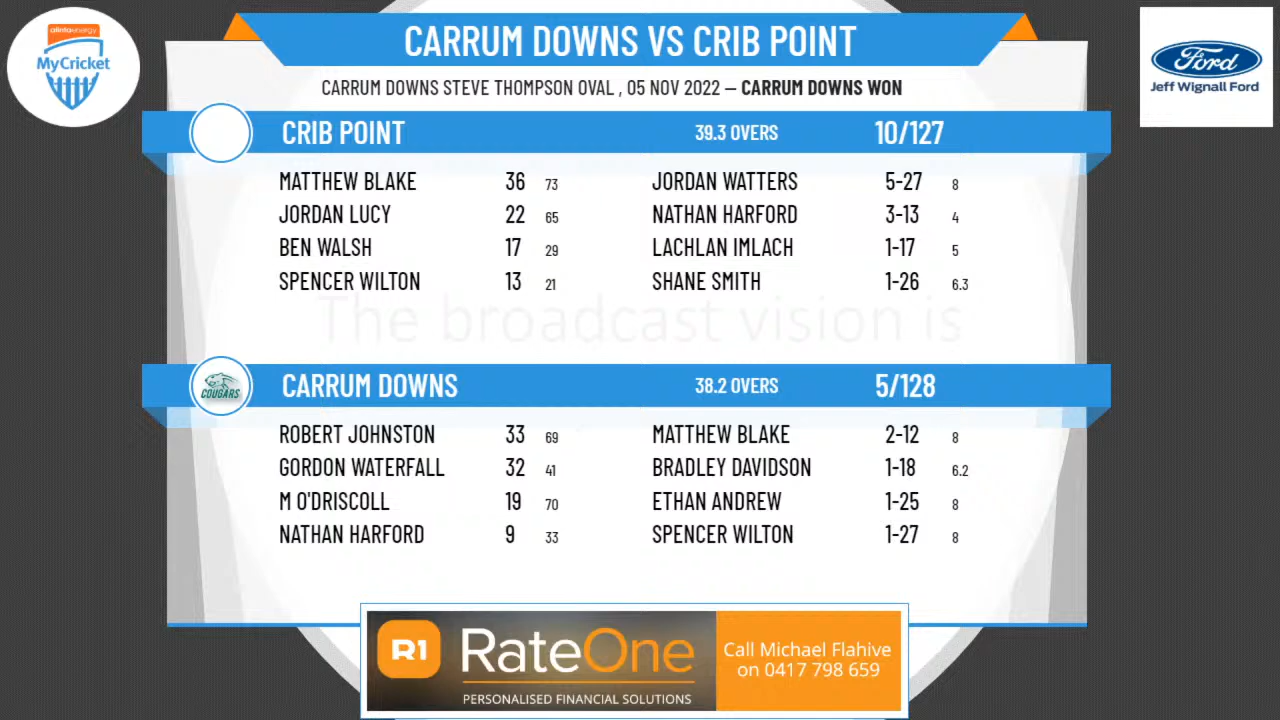 alintaenergy
MyCricket
CARRUM DOWNS VS CRIB POINT
Ford
Jeff Wignall Ford
CARRUM DOWNS STEVE THOMPSON OVAL , 05 NOV 2022 – CARRUM DOWNS WON
CRIB POINT 39.3 OVERS 10/127
MATTHEW BLAKE 36 73 JORDAN WATTERS 5-27 8
JORDAN LUCY 22 65 NATHAN HARFORD 3-13 4
BEN WALSH 17 29 LACHLAN IMLACH 1-17 5
SPENCER WILTON 13 21 SHANE SMITH 1-26 6.3
The broadcast vision is
COUGARS CARRUM DOWNS 38.2 OVERS 5/128
ROBERT JOHNSTON 33 69 MATTHEW BLAKE 2-12 8
GORDON WATERFALL 32 41 BRADLEY DAVIDSON 1-18 6.2
M O'DRISCOLL 19 70 ETHAN ANDREW 1-25 8
NATHAN HARFORD 9 33 SPENCER WILTON 1-27 8
R1 RateOne
PERSONALISED FINANCIAL SOLUTIONS
Call Michael Flahive
on 0417 798 659